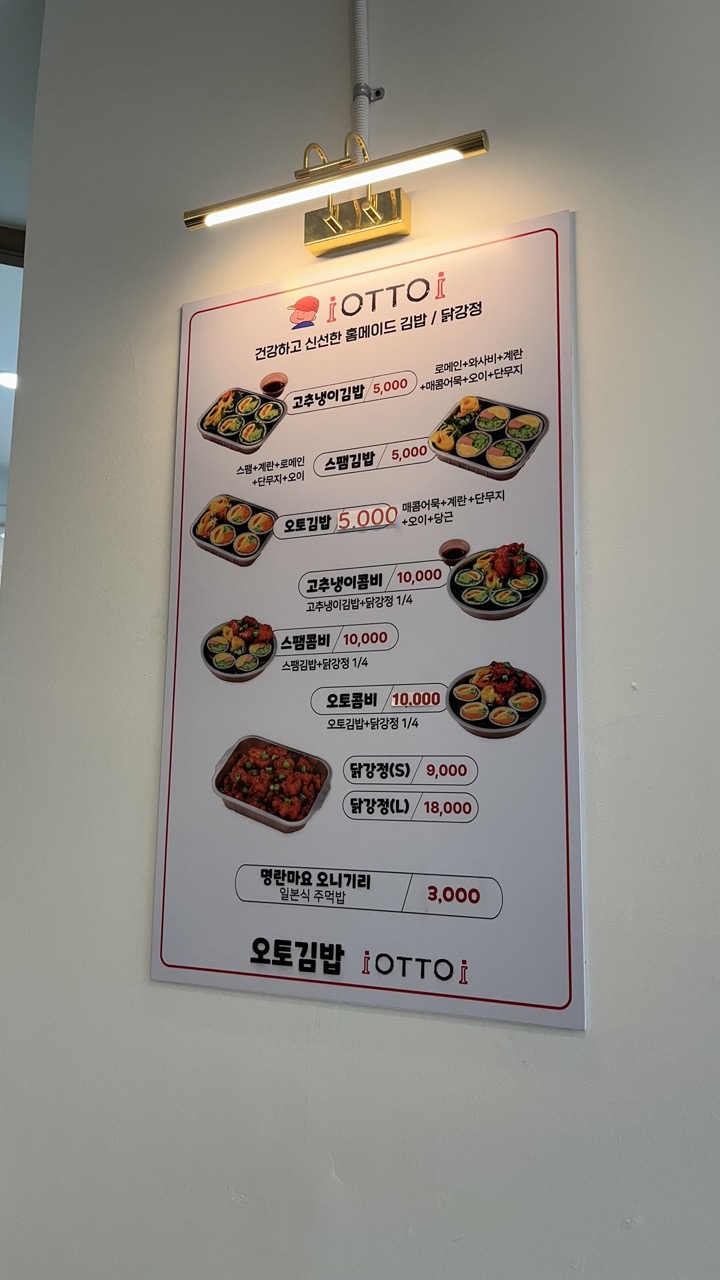 iOTTOi
건강하고 신선한 홈메이드 김밥 / 닭강정
고추냉이김밥 / 5,000
로메인+와사비+계란
+매콤어묵+오이+단무지
스팸+계란+로메인
+단무지+오이
스팸김밥 / 5,000
오토김밥 / 5,000
매콤어묵+계란+단무지
+오이+당근
고추냉이콤비 / 10,000
고추냉이김밥+닭강정 1/4
스팸콤비 / 10,000
스팸김밥+닭강정 1/4
오토콤비 / 10,000
오토김밥+닭강정 1/4
닭강정(S) / 9,000
닭강정(L) / 18,000
명란마요 오니기리
일본식 주먹밥
3,000
오토김밥 iOTTOi